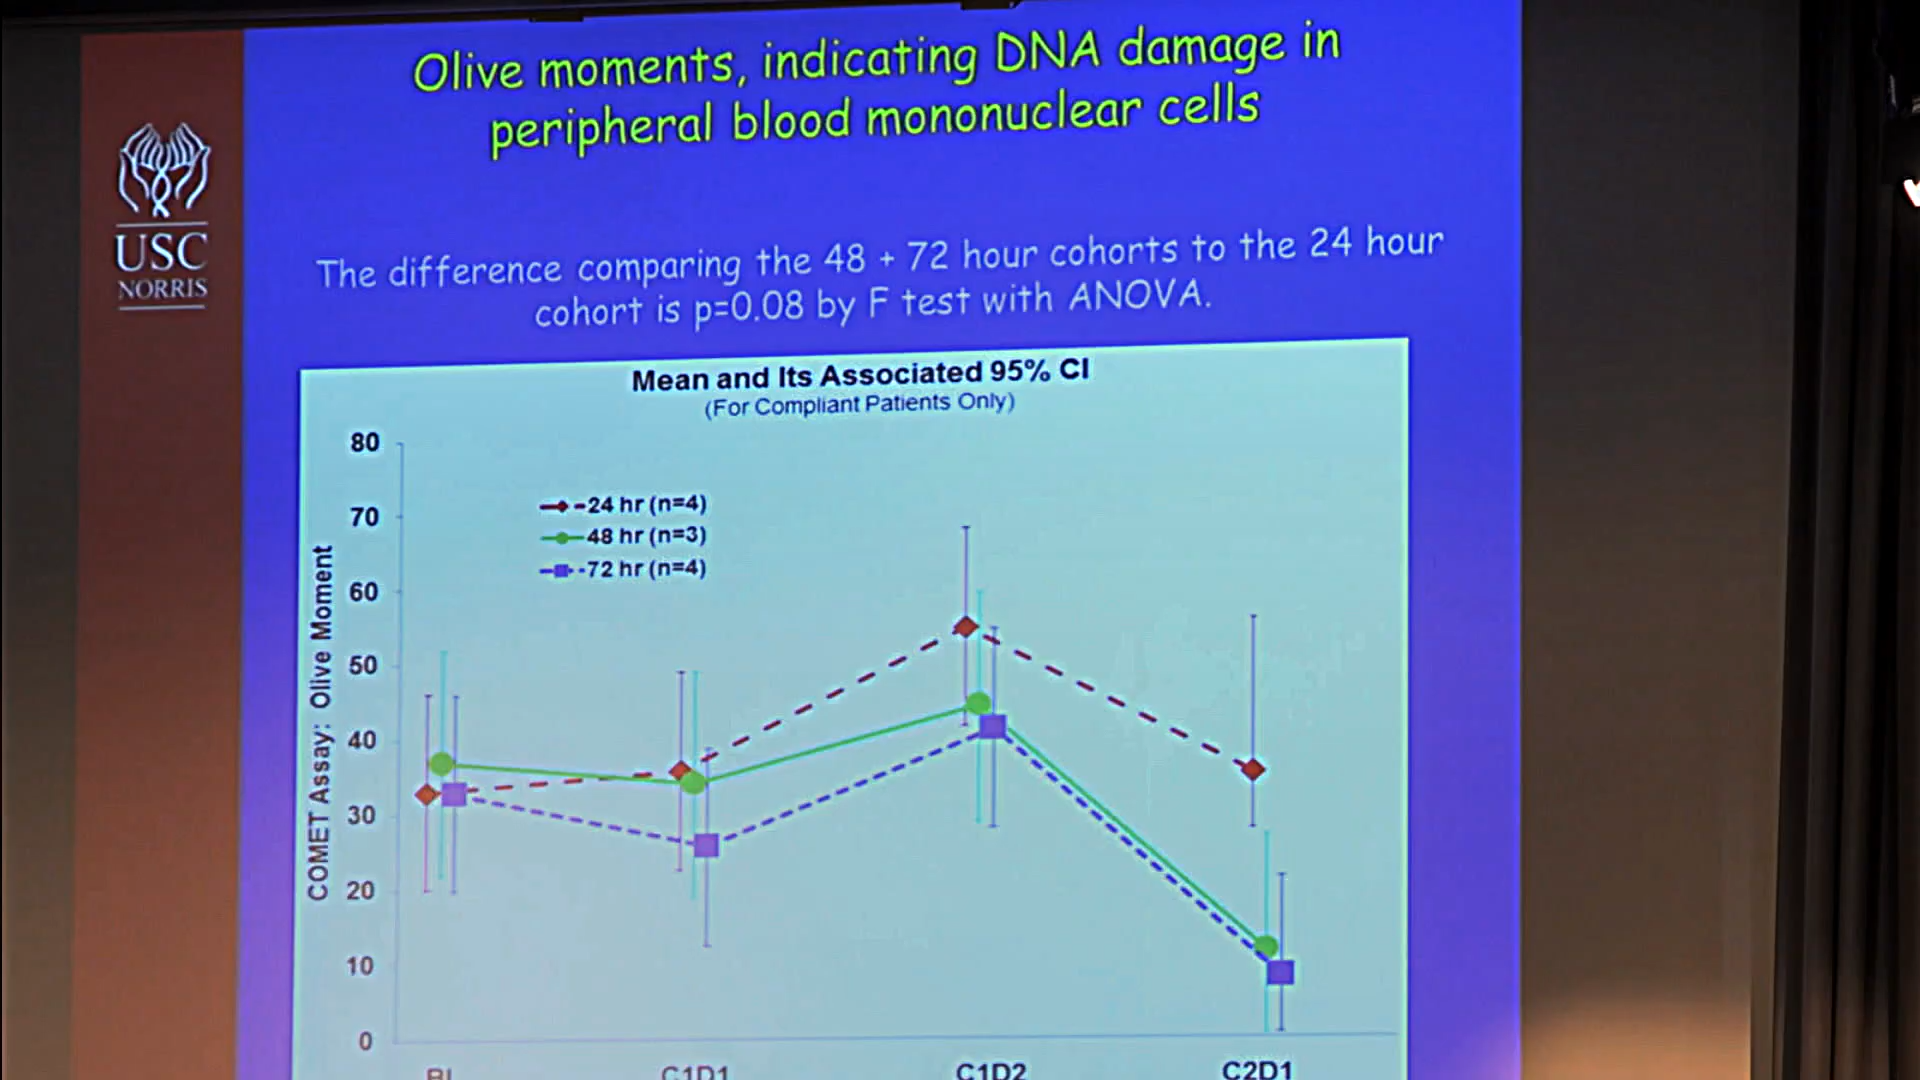 Olive moments, indicating DNA damage in
peripheral blood mononuclear cells
USC
NORRIS
The difference comparing the 48 + 72 hour cohorts to the 24 hour
cohort is p=0.08 by F test with ANOVA.
Mean and Its Associated 95% CI
(For Compliant Patients Only)
80
70
60
50
40
30
20
10
0
COMET Assay: Olive Moment
24 hr (n=4)
48 hr (n=3)
72 hr (n=4)
BL
C1D1
C1D2
C2D1